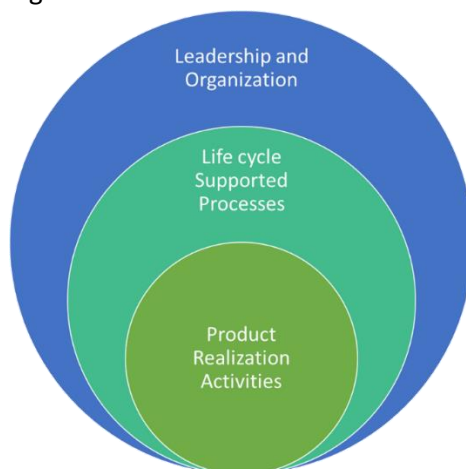 Leadership and
Organization
Life cycle
Supported
Processes
Product
Realization
Activities